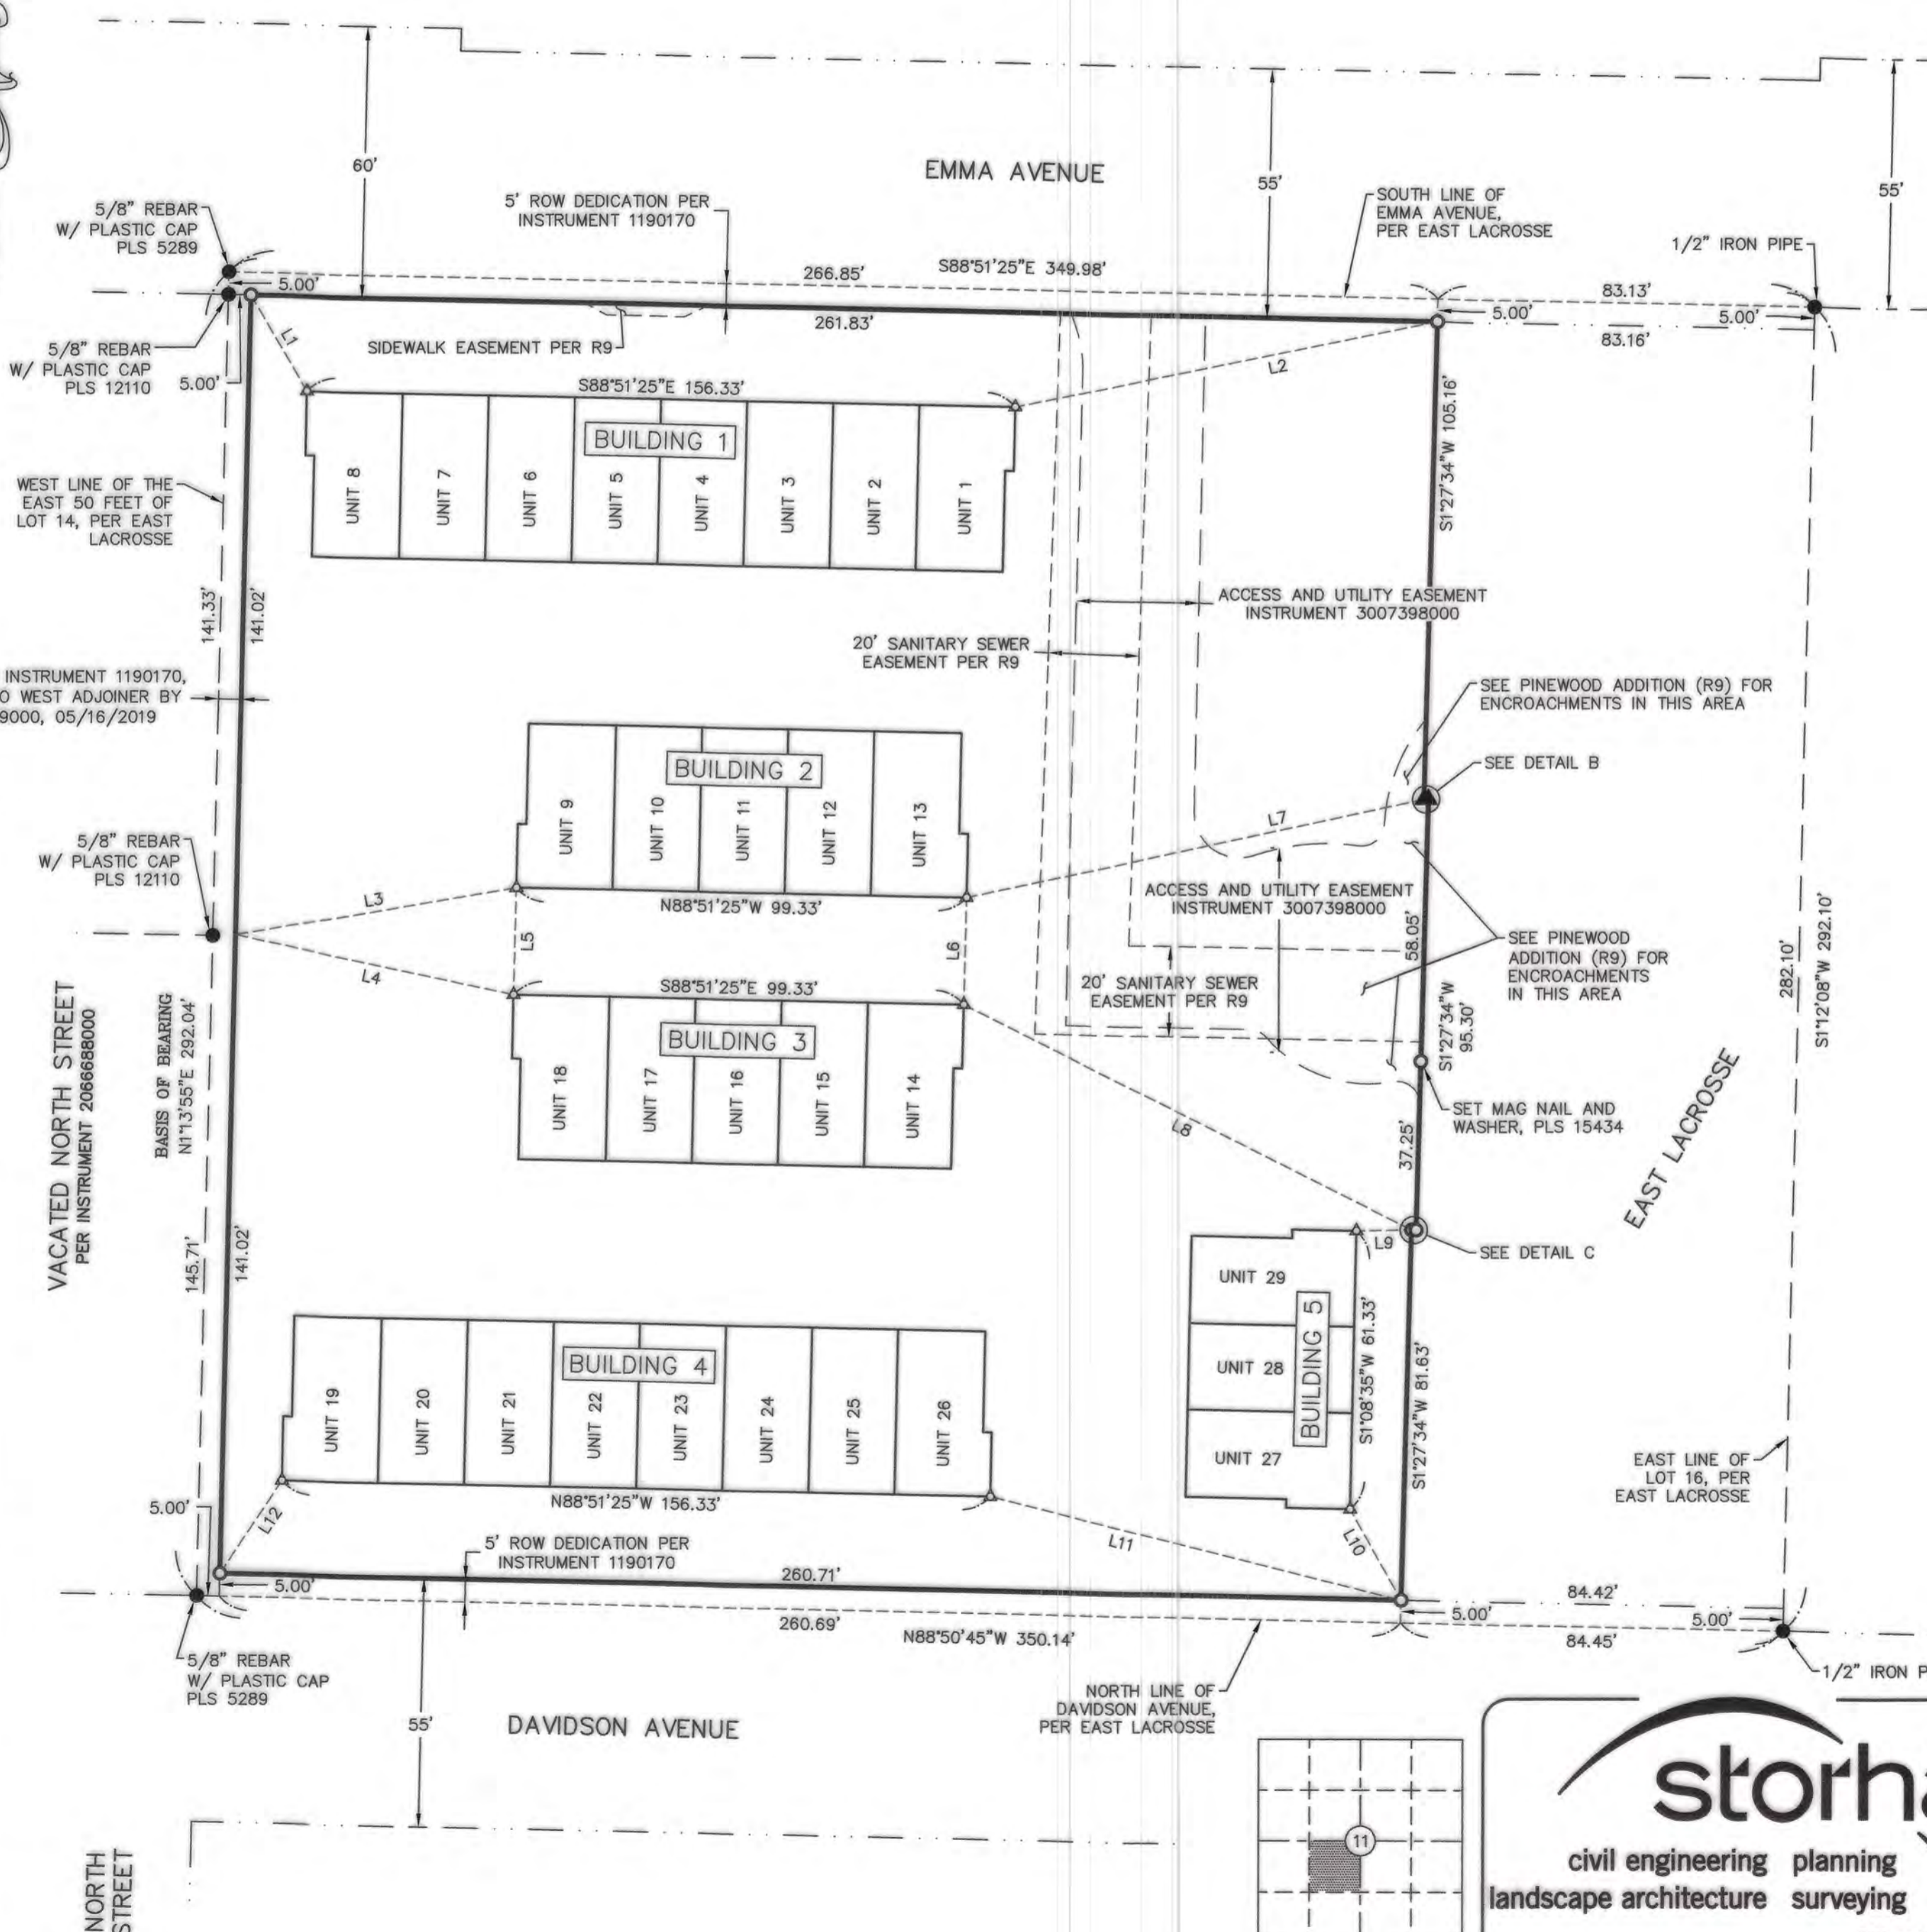 60'
EMMA AVENUE
55'
55'
5/8" REBAR
W/ PLASTIC CAP
PLS 5289
5' ROW DEDICATION PER
INSTRUMENT 1190170
SOUTH LINE OF
EMMA AVENUE,
PER EAST LACROSSE
1/2" IRON PIPE
266.85'
S88°51'25"E 349.98'
83.13'
5.00'
5.00'
5.00'
261.83'
83.16'
5/8" REBAR
W/ PLASTIC CAP
PLS 12110
5.00'
L1
SIDEWALK EASEMENT PER R9
L2
S88°51'25"E 156.33'
BUILDING 1
UNIT 8
UNIT 7
UNIT 6
UNIT 5
UNIT 4
UNIT 3
UNIT 2
UNIT 1
S1°27'34"W 105.16'
WEST LINE OF THE
EAST 50 FEET OF
LOT 14, PER EAST
LACROSSE
141.33'
141.02'
ACCESS AND UTILITY EASEMENT
INSTRUMENT 3007398000
20' SANITARY SEWER
EASEMENT PER R9
INSTRUMENT 1190170,
O WEST ADJOINER BY
9000, 05/16/2019
SEE PINEWOOD ADDITION (R9) FOR
ENCROACHMENTS IN THIS AREA
BUILDING 2
SEE DETAIL B
UNIT 9
UNIT 10
UNIT 11
UNIT 12
UNIT 13
L7
5/8" REBAR
W/ PLASTIC CAP
PLS 12110
L3
N88°51'25"W 99.33'
ACCESS AND UTILITY EASEMENT
INSTRUMENT 3007398000
L5
L6
58.05'
SEE PINEWOOD
ADDITION (R9) FOR
ENCROACHMENTS
IN THIS AREA
282.10'
S1°12'08"W 292.10'
L4
S88°51'25"E 99.33'
20' SANITARY SEWER
EASEMENT PER R9
S1°27'34"W
95.30'
VACATED NORTH STREET
PER INSTRUMENT 2066688000
BASIS OF BEARING
N1°13'55"E 292.04'
BUILDING 3
UNIT 18
UNIT 17
UNIT 16
UNIT 15
UNIT 14
L8
SET MAG NAIL AND
WASHER, PLS 15434
37.25'
EAST LACROSSE
145.71'
141.02'
L9
SEE DETAIL C
UNIT 29
UNIT 28
UNIT 27
BUILDING 5
S1°08'35"W 61.33'
S1°27'34"W 81.63'
BUILDING 4
UNIT 19
UNIT 20
UNIT 21
UNIT 22
UNIT 23
UNIT 24
UNIT 25
UNIT 26
EAST LINE OF
LOT 16, PER
EAST LACROSSE
5.00'
L12
N88°51'25"W 156.33'
L11
L10
5' ROW DEDICATION PER
INSTRUMENT 1190170
5.00'
260.71'
84.42'
5.00'
5.00'
260.69'
N88°50'45"W 350.14'
84.45'
5/8" REBAR
W/ PLASTIC CAP
PLS 5289
NORTH LINE OF
DAVIDSON AVENUE,
PER EAST LACROSSE
1/2" IRON P
55'
DAVIDSON AVENUE
NORTH
STREET
11
storha
civil engineering planning
landscape architecture surveying